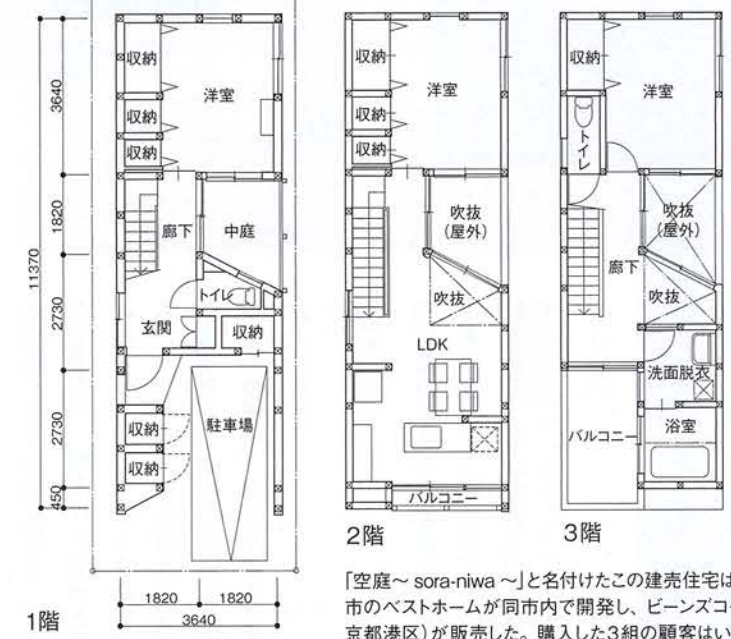 収納
洋室
収納
収納
廊下
中庭
トイレ
玄関
収納
収納
駐車場
収納
3640
1820
2730
2730
450
11370
1820
1820
3640
1階
収納
洋室
収納
収納
吹抜
(屋外)
吹抜
LDK
バルコニー
2階
収納
洋室
トイレ
吹抜
(屋外)
廊下
吹抜
洗面脱衣
バルコニー
浴室
3階
「空庭~ sora-niwa ~」と名付けたこの建売住宅は
市のベストホームが同市内で開発し、ビーンズコ
京都港区)が販売した。購入した3組の顧客はい